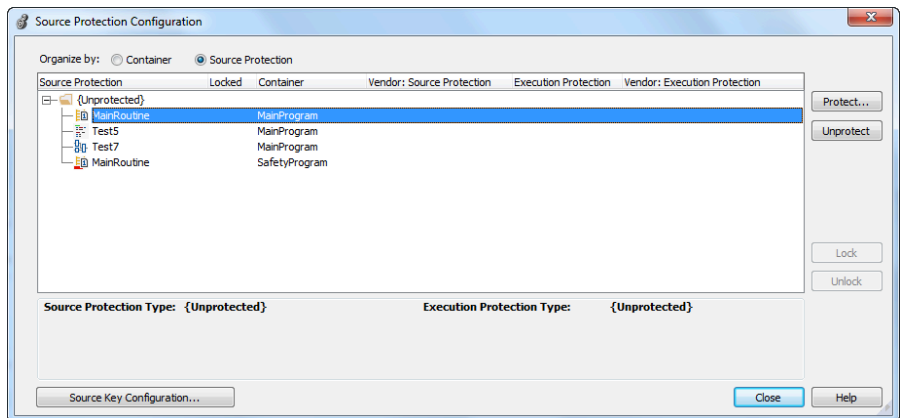 Source Protection Configuration
X
Organize by: Container Source Protection
Source Protection Locked Container Vendor: Source Protection Execution Protection Vendor: Execution Protection
{Unprotected}
MainRoutine MainProgram
Test5 MainProgram
Test7 MainProgram
MainRoutine SafetyProgram
Protect...
Unprotect
Lock
Unlock
Source Protection Type: {Unprotected} Execution Protection Type: {Unprotected}
Source Key Configuration... Close Help